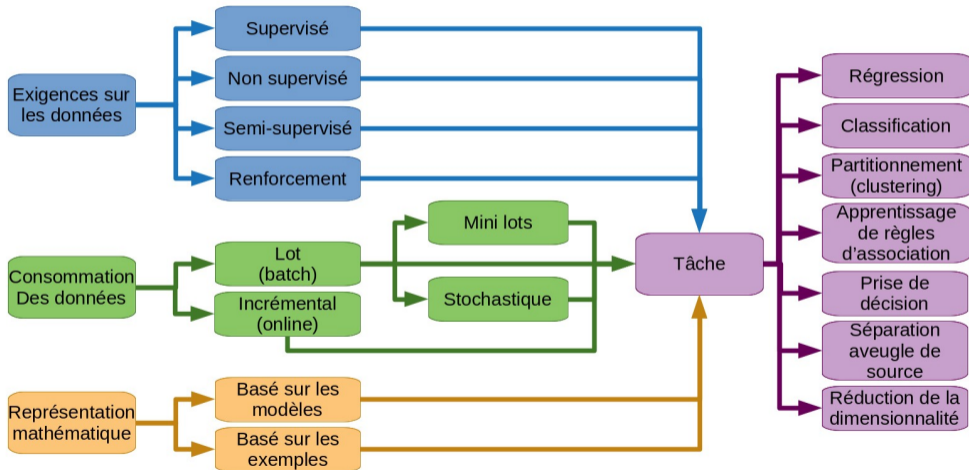 Exigences sur
les données
Supervisé
Non supervisé
Semi-supervisé
Renforcement
Consommation
Des données
Lot
(batch)
Incrémental
(online)
Mini lots
Stochastique
Représentation
mathématique
Basé sur les
modèles
Basé sur les
exemples
Tâche
Régression
Classification
Partitionnement
(clustering)
Apprentissage
de règles
d'association
Prise de
décision
Séparation
aveugle de
source
Réduction de la
dimensionnalité